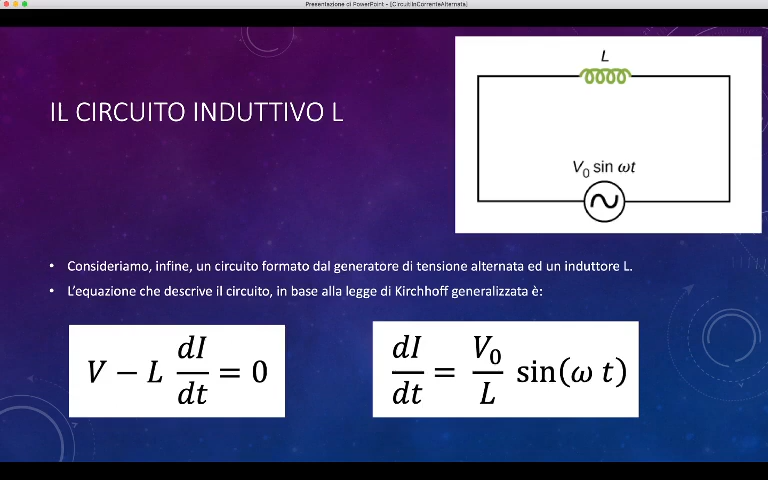 Presentazione di PowerPoint - [CircuitiInCorrenteAlternata]
L
IL CIRCUITO INDUTTIVO L
V₀ sin ωt
• Consideriamo, infine, un circuito formato dal generatore di tensione alternata ed un induttore L.
• L'equazione che descrive il circuito, in base alla legge di Kirchhoff generalizzata è:
V − L dI/dt = 0
dI/dt = V₀/L sin(ω t)